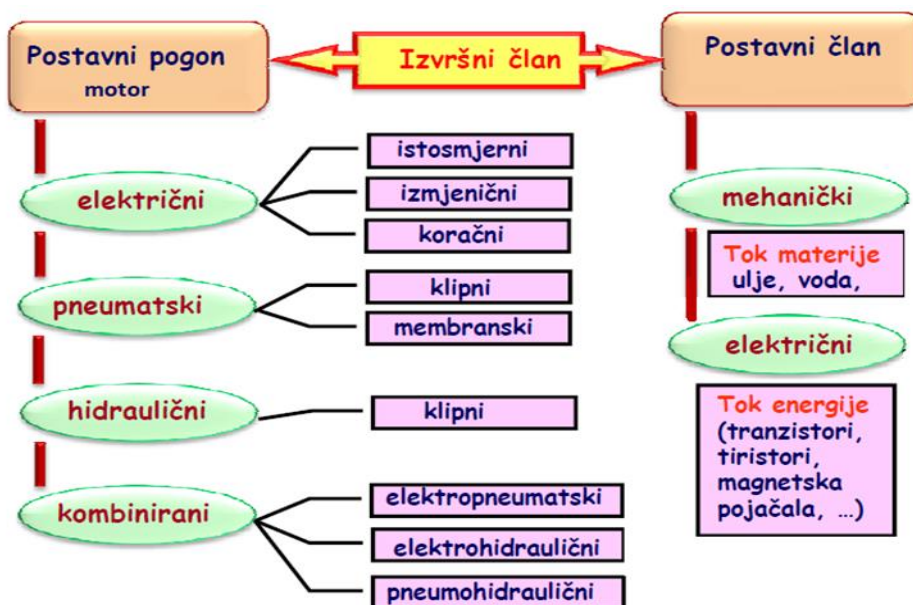 Postavni pogon
motor
Izvršni član
Postavni član
električni
istosmjerni
izmjenični
koračni
pneumatski
klipni
membranski
hidraulični
klipni
kombinirani
elektropneumatski
elektrohidraulični
pneumohidraulični
mehanički
Tok materije
ulje, voda,
električni
Tok energije
(tranzistori,
tiristori,
magnetska
pojačala, ...)